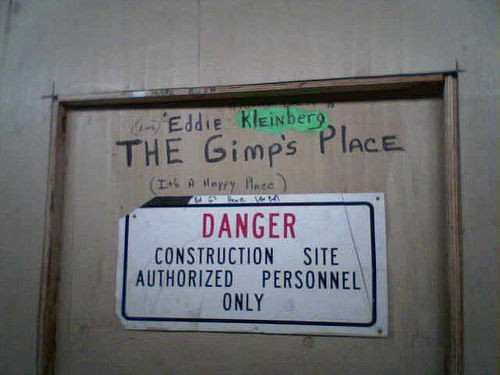 "Eddie Kleinberg"
THE Gimp's Place
(It's A Happy Place)
DANGER
CONSTRUCTION SITE
AUTHORIZED PERSONNEL
ONLY